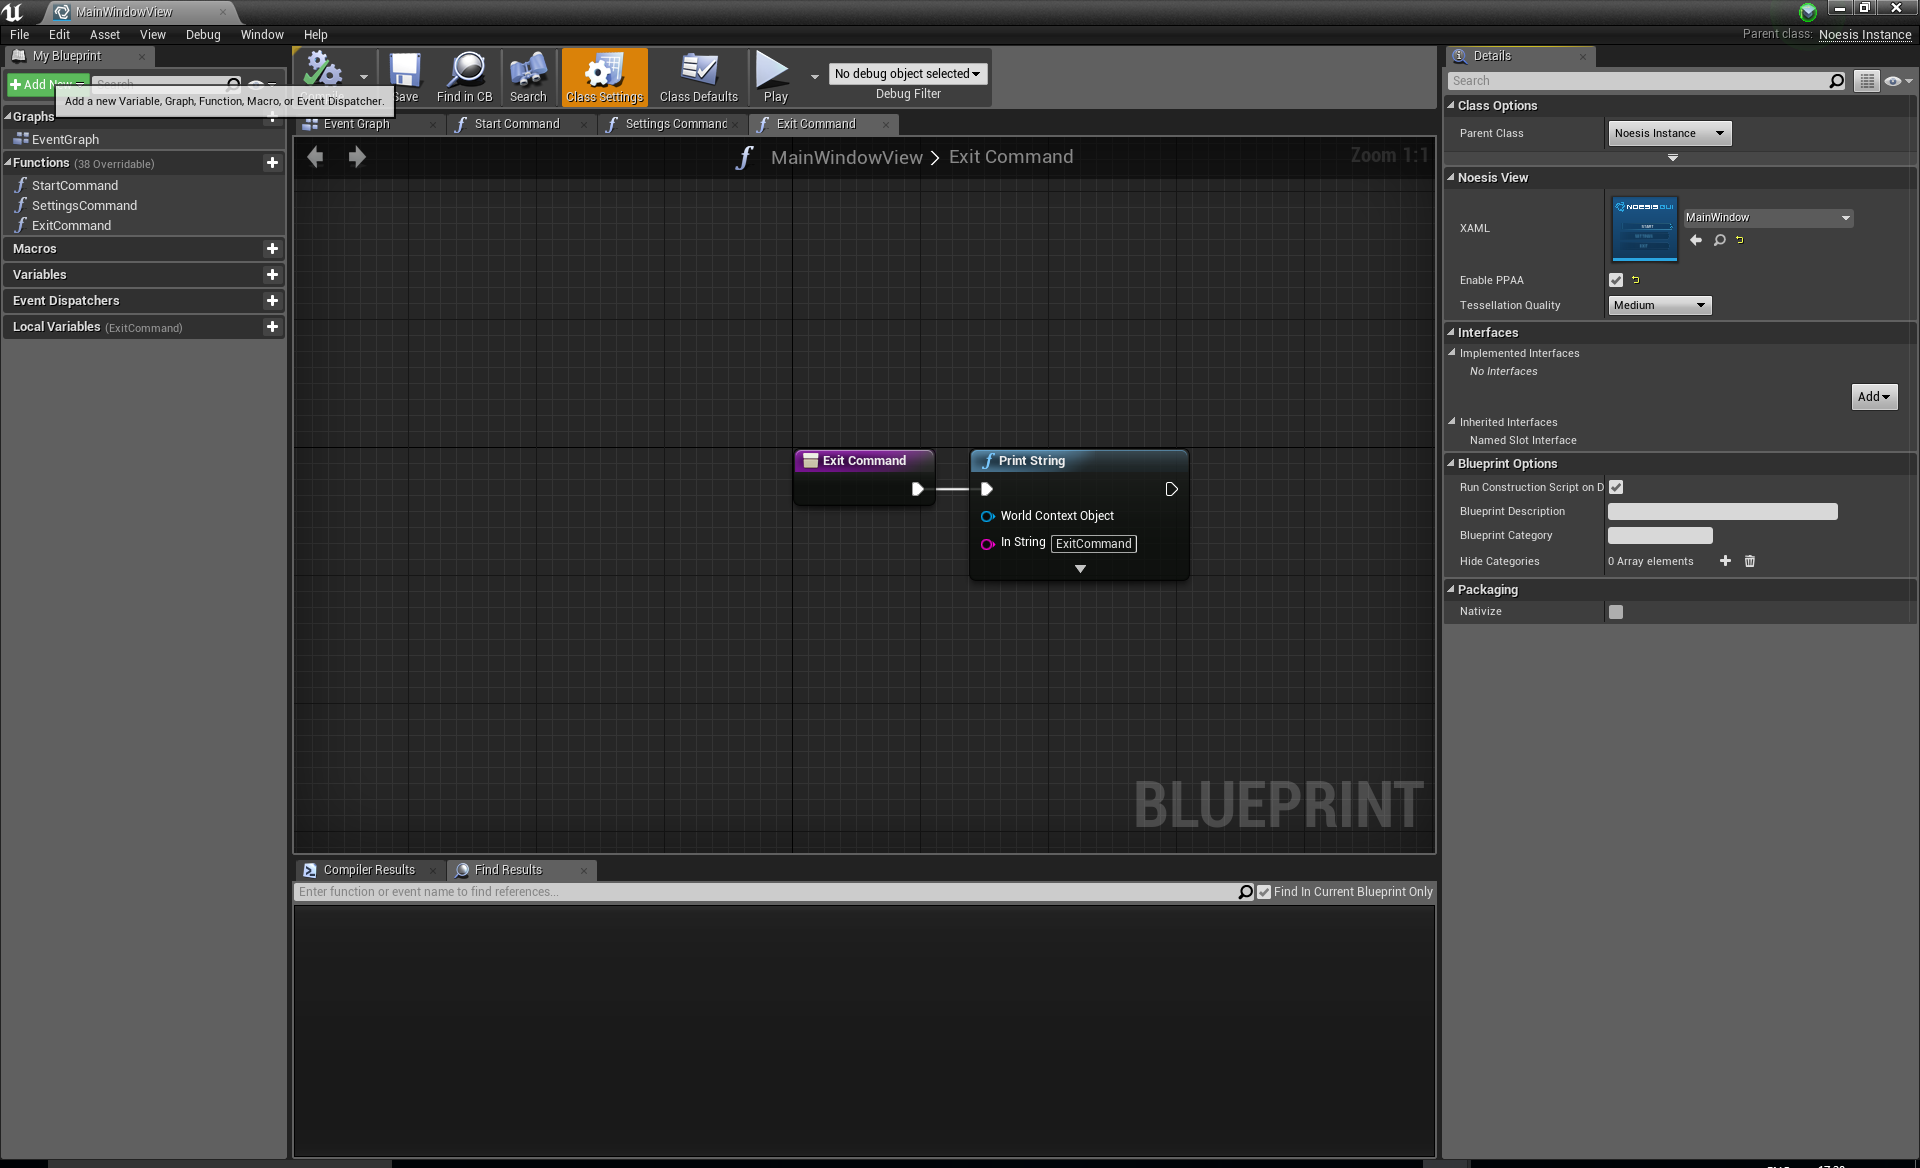 MainWindowView
File Edit Asset View Debug Window Help
Parent class: Noesis Instance
My Blueprint
Add New
Search
Add a new Variable, Graph, Function, Macro, or Event Dispatcher.
Graphs
EventGraph
Functions (38 Overridable)
StartCommand
SettingsCommand
ExitCommand
Macros
Variables
Event Dispatchers
Local Variables (ExitCommand)
Find in CB
Search
Class Settings
Class Defaults
Play
No debug object selected
Debug Filter
Event Graph
Start Command
Settings Command
Exit Command
MainWindowView > Exit Command
Zoom 1:1
Exit Command
Print String
World Context Object
In String ExitCommand
BLUEPRINT
Compiler Results
Find Results
Enter function or event name to find references...
Find In Current Blueprint Only
Details
Search
Class Options
Parent Class Noesis Instance
Noesis View
XAML
NOESISGUI
START
MainWindow
Enable PPAA
Tessellation Quality Medium
Interfaces
Implemented Interfaces
No Interfaces
Add
Inherited Interfaces
Named Slot Interface
Blueprint Options
Run Construction Script on D
Blueprint Description
Blueprint Category
Hide Categories 0 Array elements
Packaging
Nativize